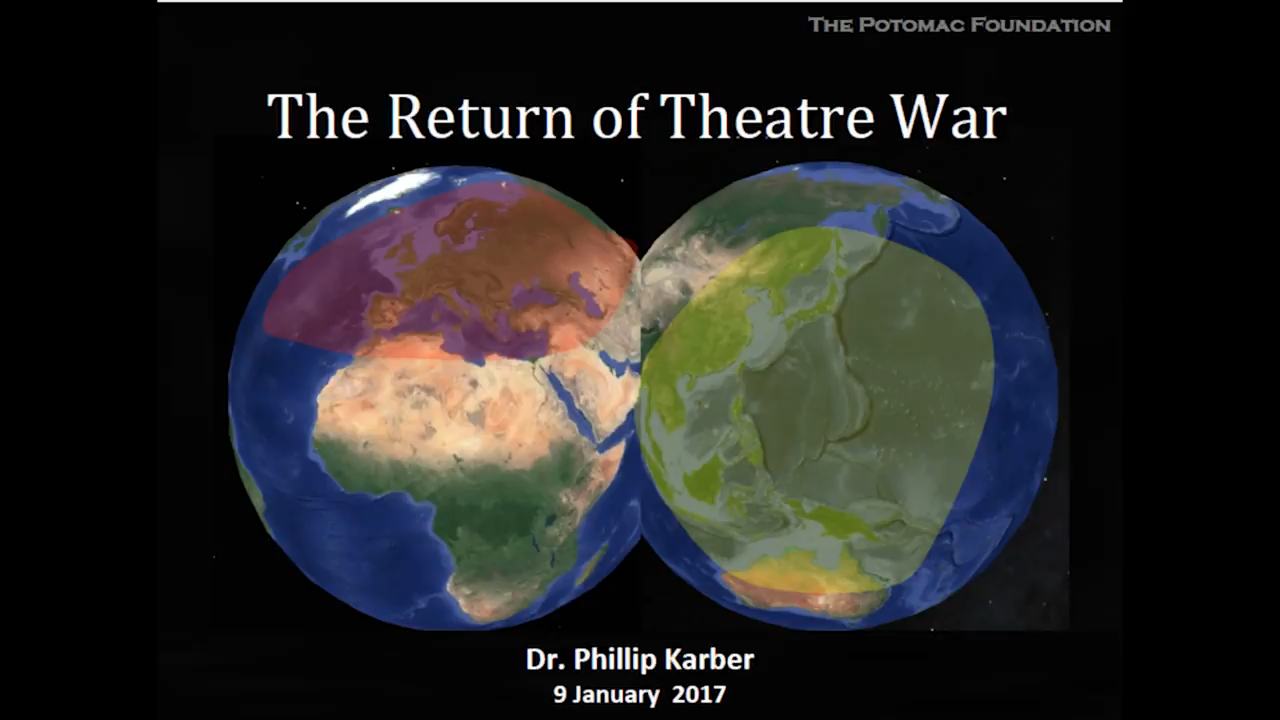 THE POTOMAC FOUNDATION
The Return of Theatre War
Dr. Phillip Karber
9 January 2017